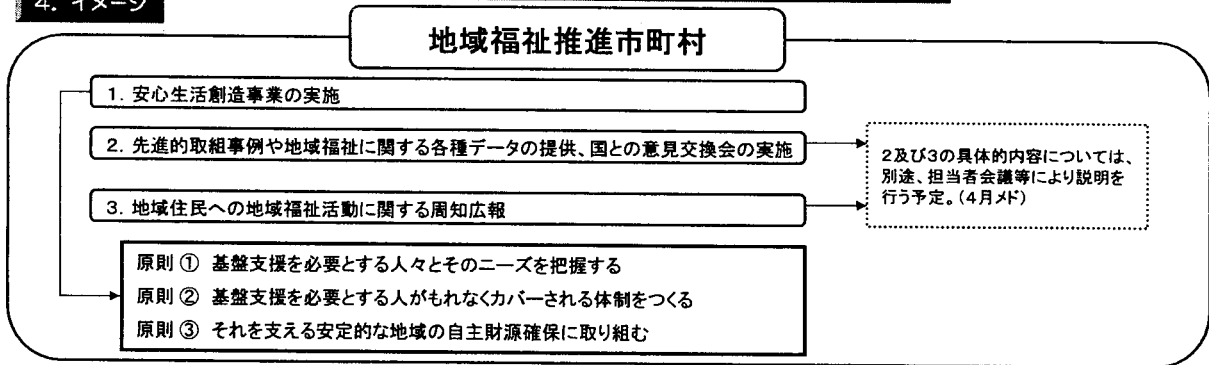 4. イメージ
地域福祉推進市町村
1. 安心生活創造事業の実施
2. 先進的取組事例や地域福祉に関する各種データの提供、国との意見交換会の実施
2及び3の具体的内容については、
別途、担当者会議等により説明を
行う予定。(4月メド)
3. 地域住民への地域福祉活動に関する周知広報
原則 ① 基盤支援を必要とする人々とそのニーズを把握する
原則 ② 基盤支援を必要とする人がもれなくカバーされる体制をつくる
原則 ③ それを支える安定的な地域の自主財源確保に取り組む